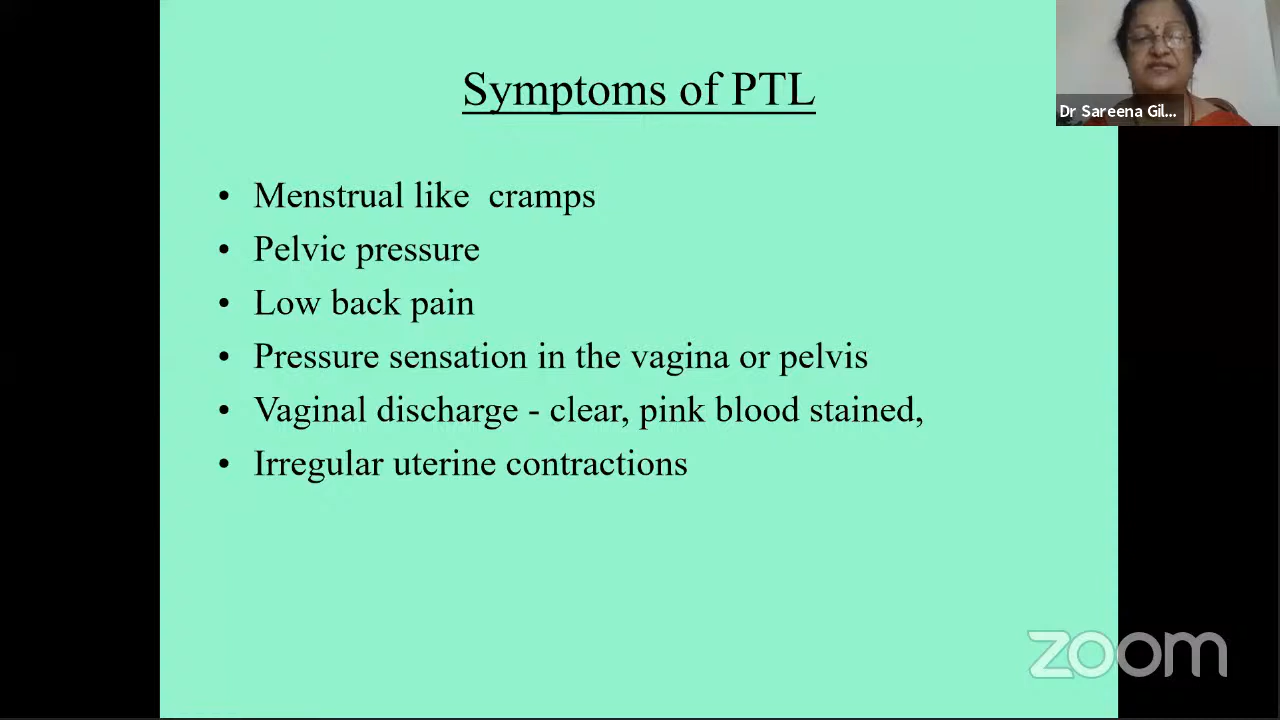 Symptoms of PTL
Dr Sareena Gil...
• Menstrual like  cramps
• Pelvic pressure
• Low back pain
• Pressure sensation in the vagina or pelvis
• Vaginal discharge - clear, pink blood stained,
• Irregular uterine contractions
zoom